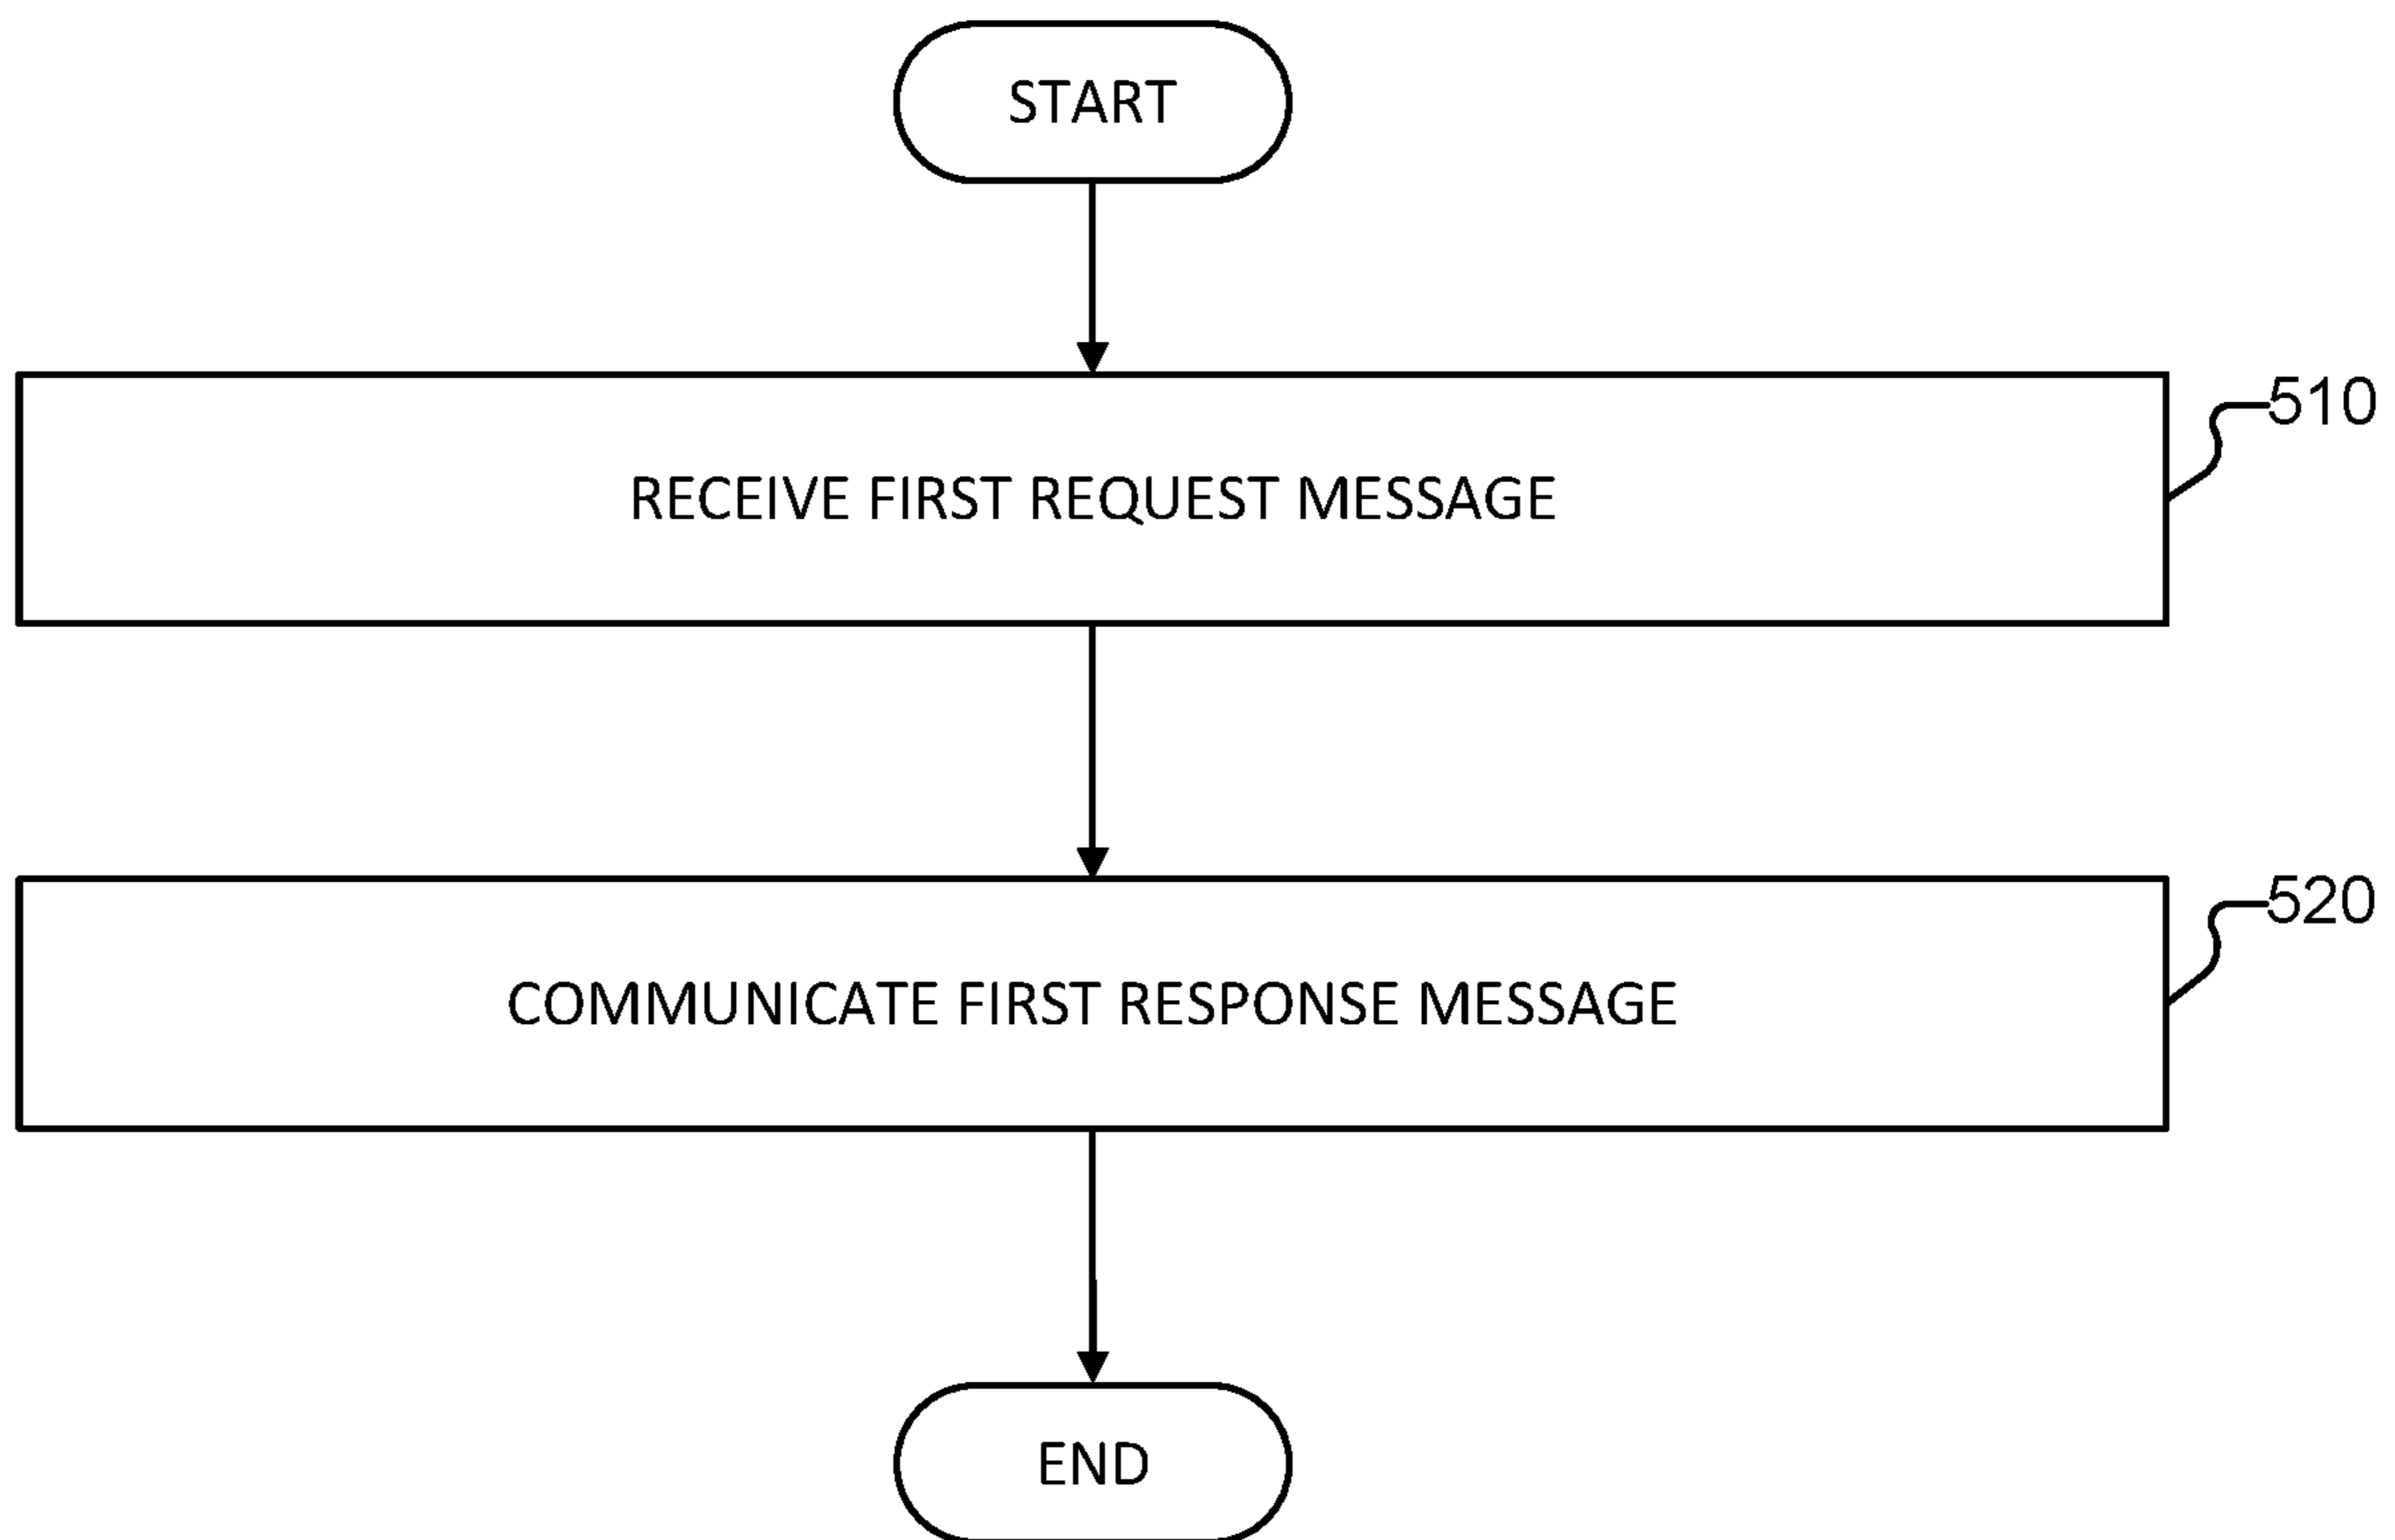 START
510
RECEIVE FIRST REQUEST MESSAGE
520
COMMUNICATE FIRST RESPONSE MESSAGE
END